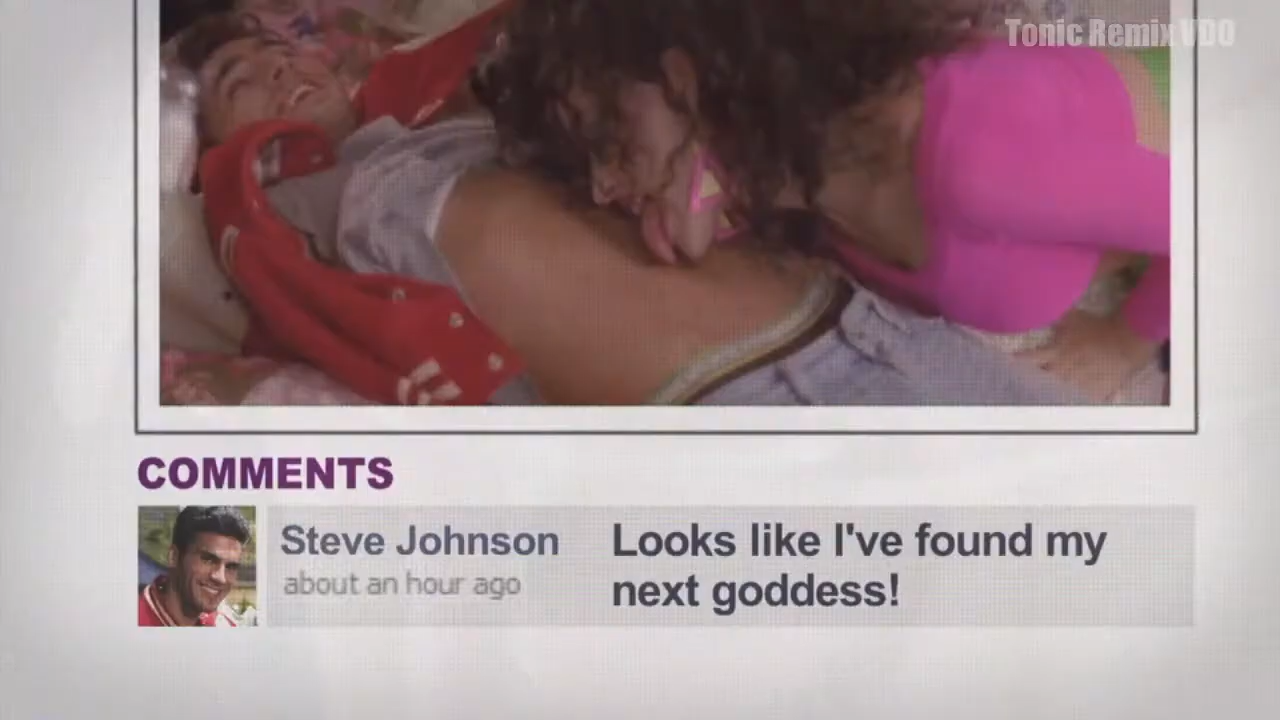 Tonic Remix VDO
COMMENTS
Steve Johnson
about an hour ago
Looks like I've found my
next goddess!